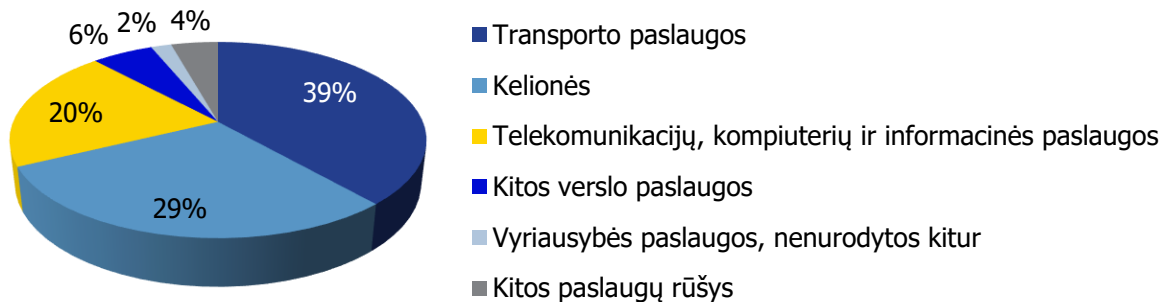 6%
2%
4%
39%
20%
29%
Transporto paslaugos
Kelionės
Telekomunikacijų, kompiuterių ir informacinės paslaugos
Kitos verslo paslaugos
Vyriausybės paslaugos, nenurodytos kitur
Kitos paslaugų rūšys